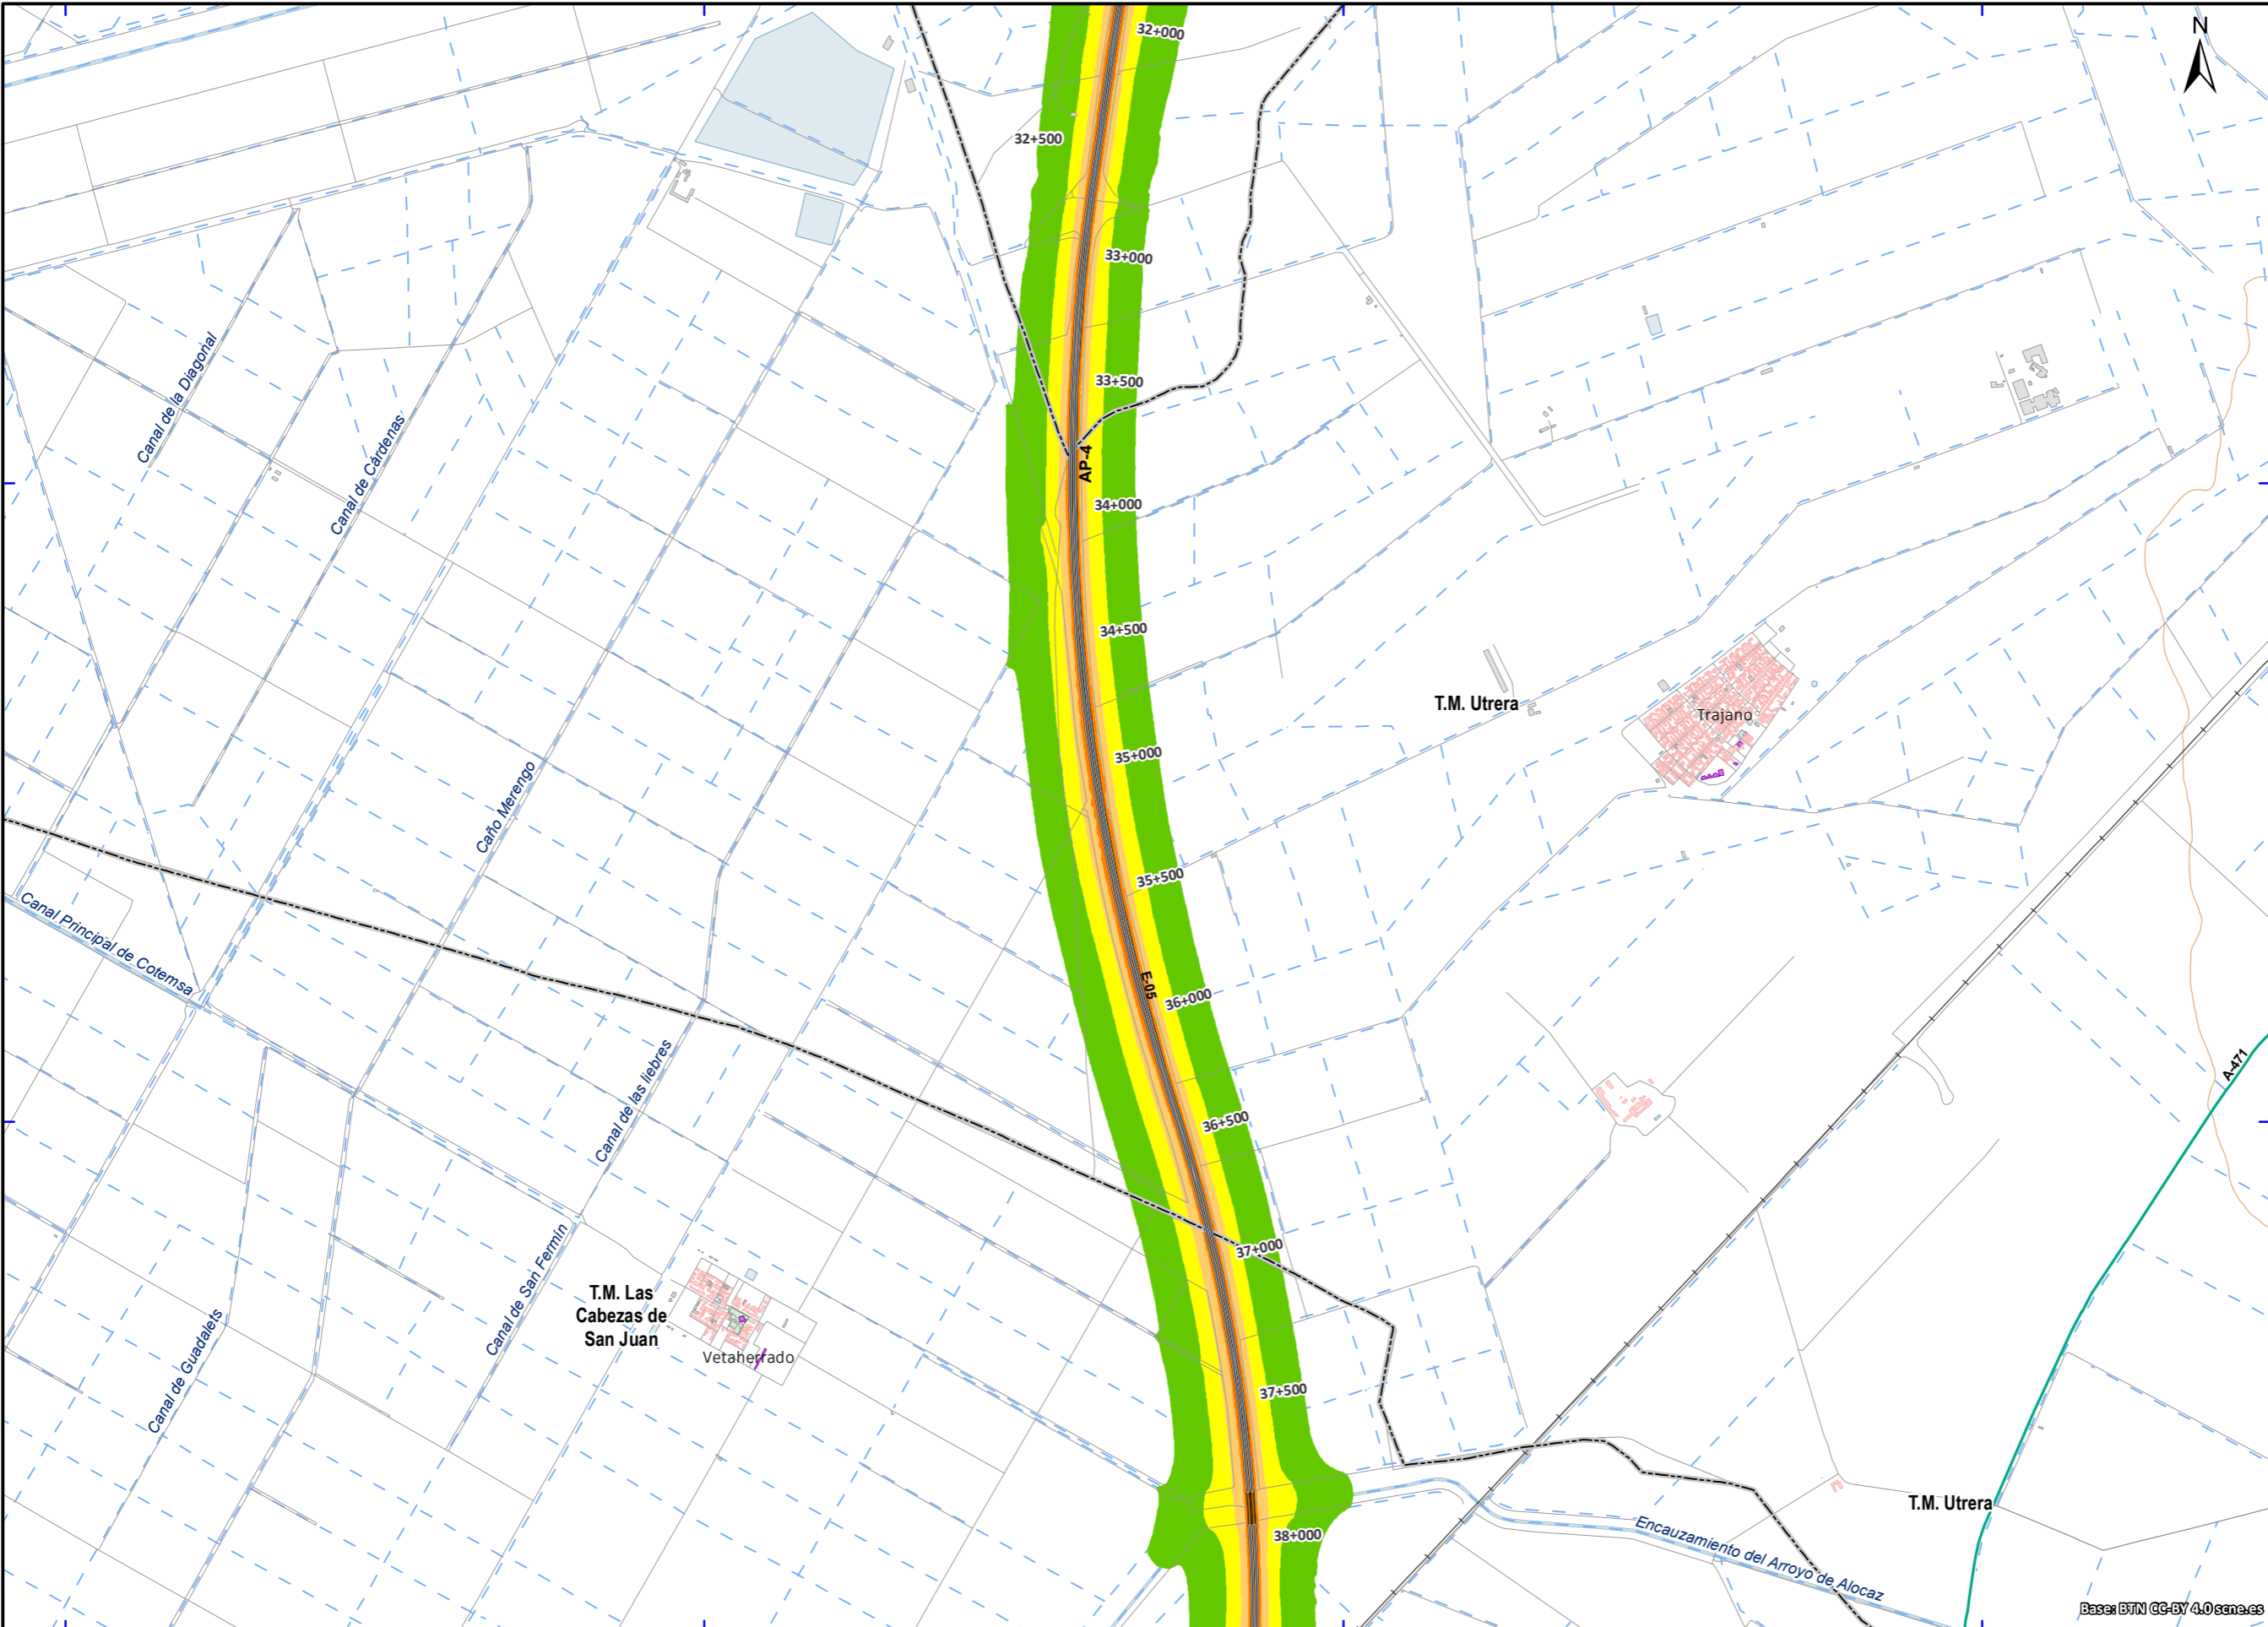 N
32+000
32+500
33+000
Canal de la Diagonal
33+500
Canal de Cárdenas
AP-4
34+000
34+500
T.M. Utrera
Trajano
35+000
Caño Merengo
35+500
Canal Principal de Cotemsa
E-05
36+000
A-471
Canal de las liebres
36+500
37+000
Canal de San Fermín
T.M. Las
Cabezas de
San Juan
Vetaherrado
Canal de Guadalets
37+500
T.M. Utrera
38+000
Encauzamiento del Arroyo de Alocaz
Base: BTN CC-BY 4.0 scne.es